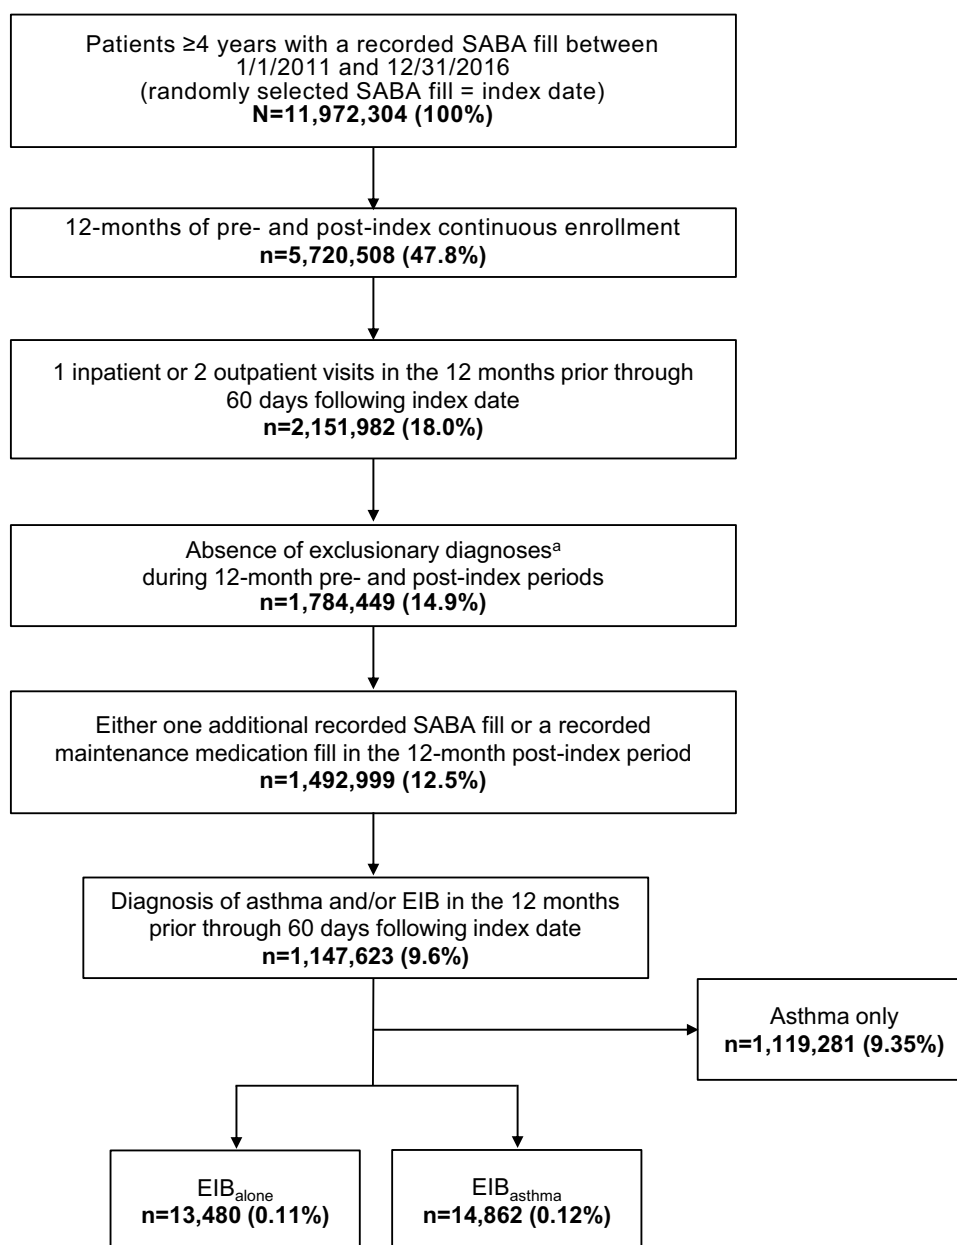 Patients ≥4 years with a recorded SABA fill between
1/1/2011 and 12/31/2016
(randomly selected SABA fill = index date)
N=11,972,304 (100%)
12-months of pre- and post-index continuous enrollment
n=5,720,508 (47.8%)
1 inpatient or 2 outpatient visits in the 12 months prior through
60 days following index date
n=2,151,982 (18.0%)
Absence of exclusionary diagnosesᵃ
during 12-month pre- and post-index periods
n=1,784,449 (14.9%)
Either one additional recorded SABA fill or a recorded
maintenance medication fill in the 12-month post-index period
n=1,492,999 (12.5%)
Diagnosis of asthma and/or EIB in the 12 months
prior through 60 days following index date
n=1,147,623 (9.6%)
Asthma only
n=1,119,281 (9.35%)
EIBalone
n=13,480 (0.11%)
EIBasthma
n=14,862 (0.12%)